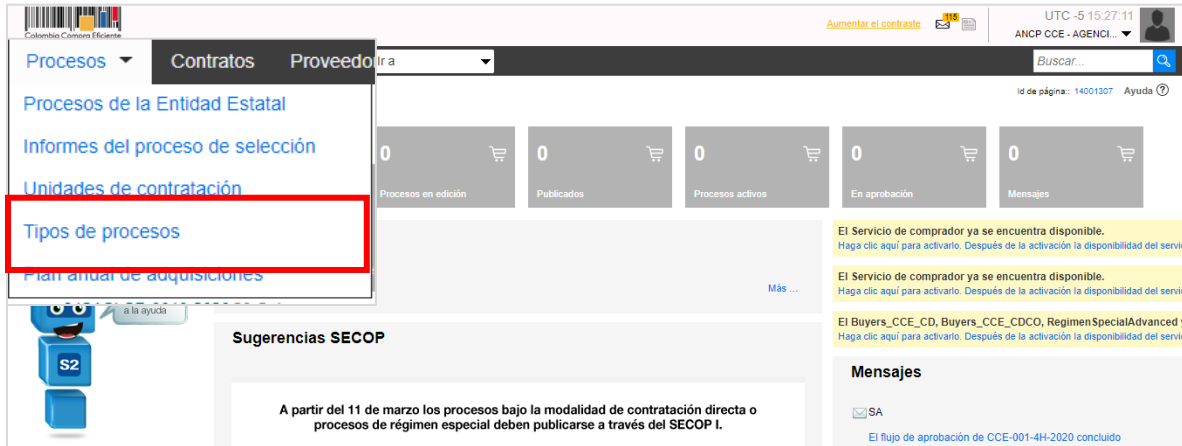 Colombia Compra Eficiente
Aumentar el contraste
115
UTC -5 15:27:11
ANCP CCE - AGENCI...
Procesos Contratos Proveedo
Ir a
Buscar...
Id de página:: 14001307 Ayuda ?
Procesos de la Entidad Estatal
Informes del proceso de selección
Unidades de contratación
Tipos de procesos
Plan anual de adquisiciones
0
Procesos en edición
0
Publicados
0
Procesos activos
0
En aprobación
0
Mensajes
El Servicio de comprador ya se encuentra disponible.
Haga clic aquí para activarlo. Después de la activación la disponibilidad del servi
El Servicio de comprador ya se encuentra disponible.
Haga clic aquí para activarlo. Después de la activación la disponibilidad del servi
El Buyers_CCE_CD, Buyers_CCE_CDCO, RegimenSpecialAdvanced y
Haga clic aquí para activarlo. Después de la activación la disponibilidad del servi
Más ...
a la ayuda
S2
Sugerencias SECOP
A partir del 11 de marzo los procesos bajo la modalidad de contratación directa o
procesos de régimen especial deben publicarse a través del SECOP I.
Mensajes
SA
El flujo de aprobación de CCE-001-4H-2020 concluido